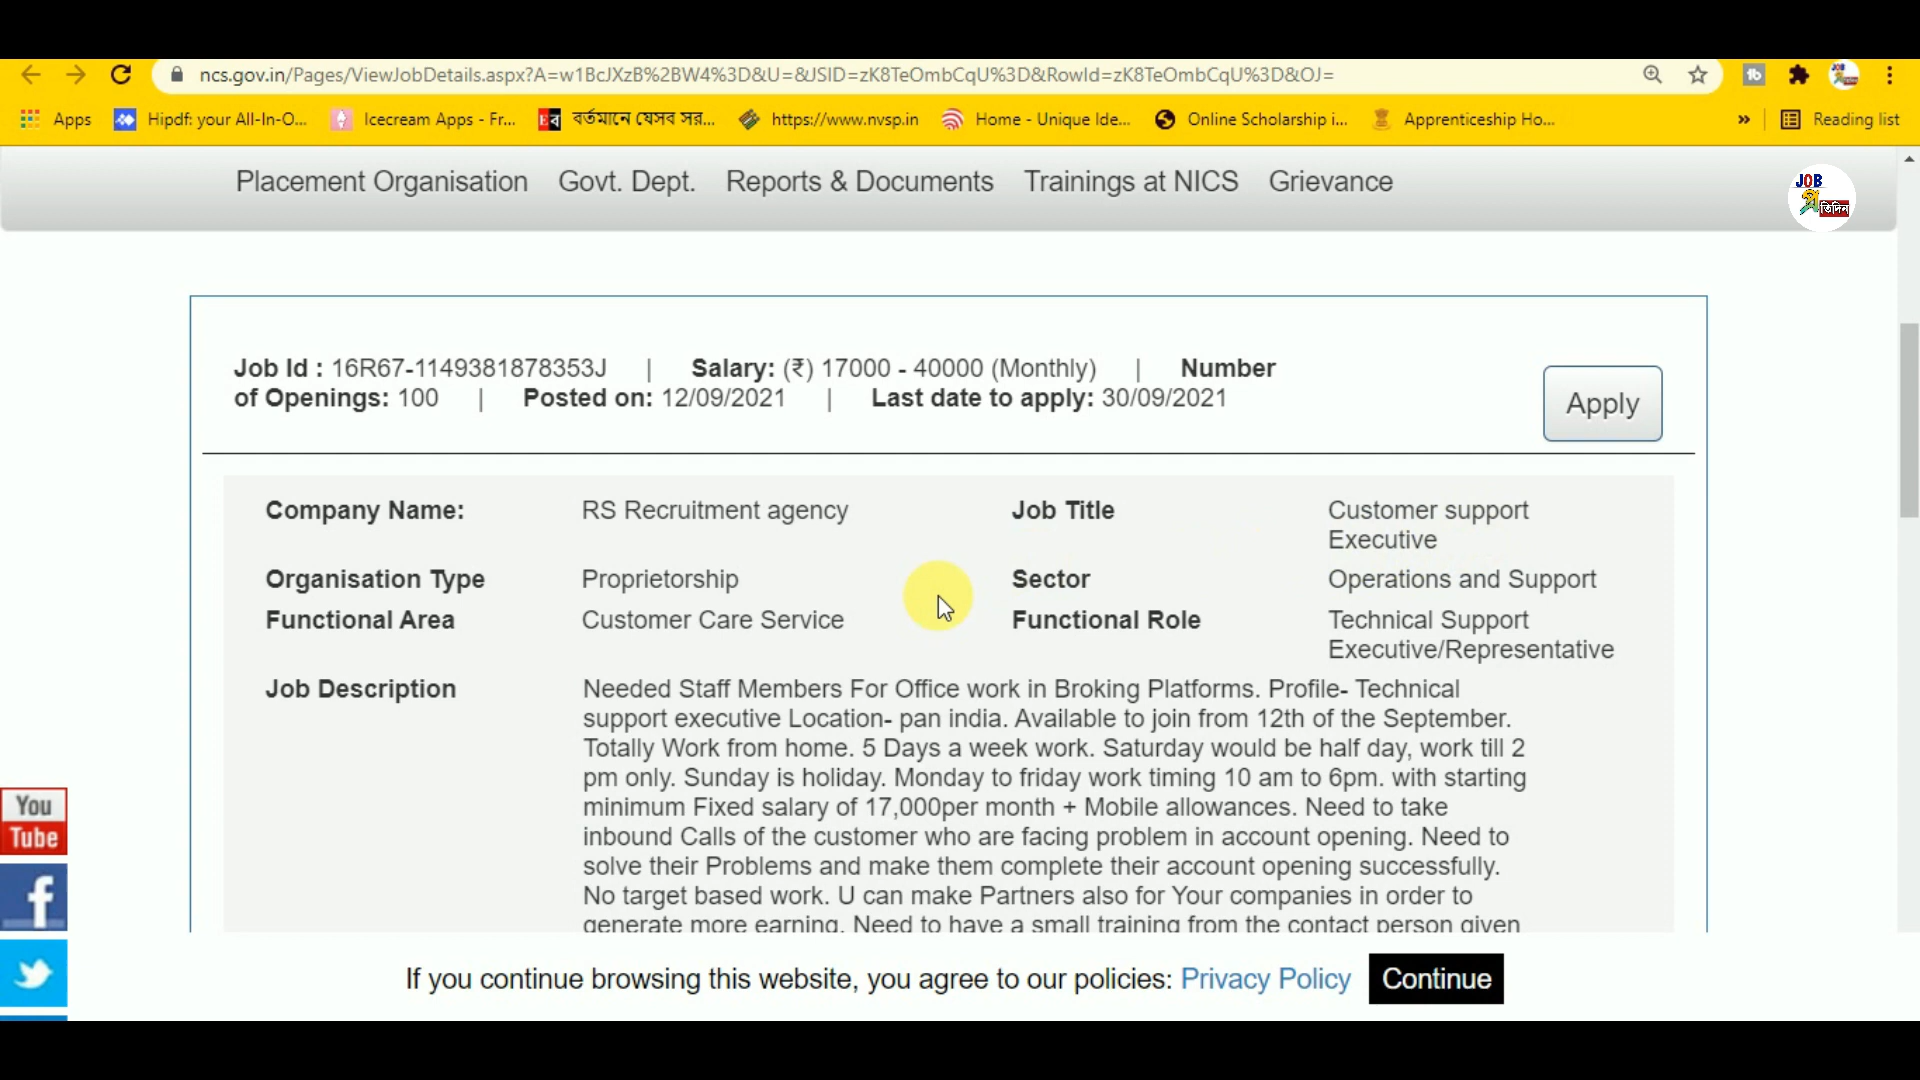 ncs.gov.in/Pages/ViewJobDetails.aspx?A=w1BcJXzB%2BW4%3D&U=&JSID=zK8TeOmbCqU%3D&RowId=zK8TeOmbCqU%3D&OJ=
Apps Hipdf: your All-In-O... Icecream Apps - Fr... বর্তমানে যেসব সর... https://www.nvsp.in Home - Unique Ide... Online Scholarship i... Apprenticeship Ho... » Reading list
Placement Organisation Govt. Dept. Reports & Documents Trainings at NICS Grievance
JOB
প্রতিদিন
Job Id : 16R67-1149381878353J | Salary: (₹) 17000 - 40000 (Monthly) | Number
of Openings: 100 | Posted on: 12/09/2021 | Last date to apply: 30/09/2021
Apply
Company Name: RS Recruitment agency Job Title Customer support
Executive
Organisation Type Proprietorship Sector Operations and Support
Functional Area Customer Care Service Functional Role Technical Support
Executive/Representative
Job Description Needed Staff Members For Office work in Broking Platforms. Profile- Technical
support executive Location- pan india. Available to join from 12th of the September.
Totally Work from home. 5 Days a week work. Saturday would be half day, work till 2
pm only. Sunday is holiday. Monday to friday work timing 10 am to 6pm. with starting
minimum Fixed salary of 17,000per month + Mobile allowances. Need to take
inbound Calls of the customer who are facing problem in account opening. Need to
solve their Problems and make them complete their account opening successfully.
No target based work. U can make Partners also for Your companies in order to
generate more earning. Need to have a small training from the contact person given
You
Tube
If you continue browsing this website, you agree to our policies: Privacy Policy Continue